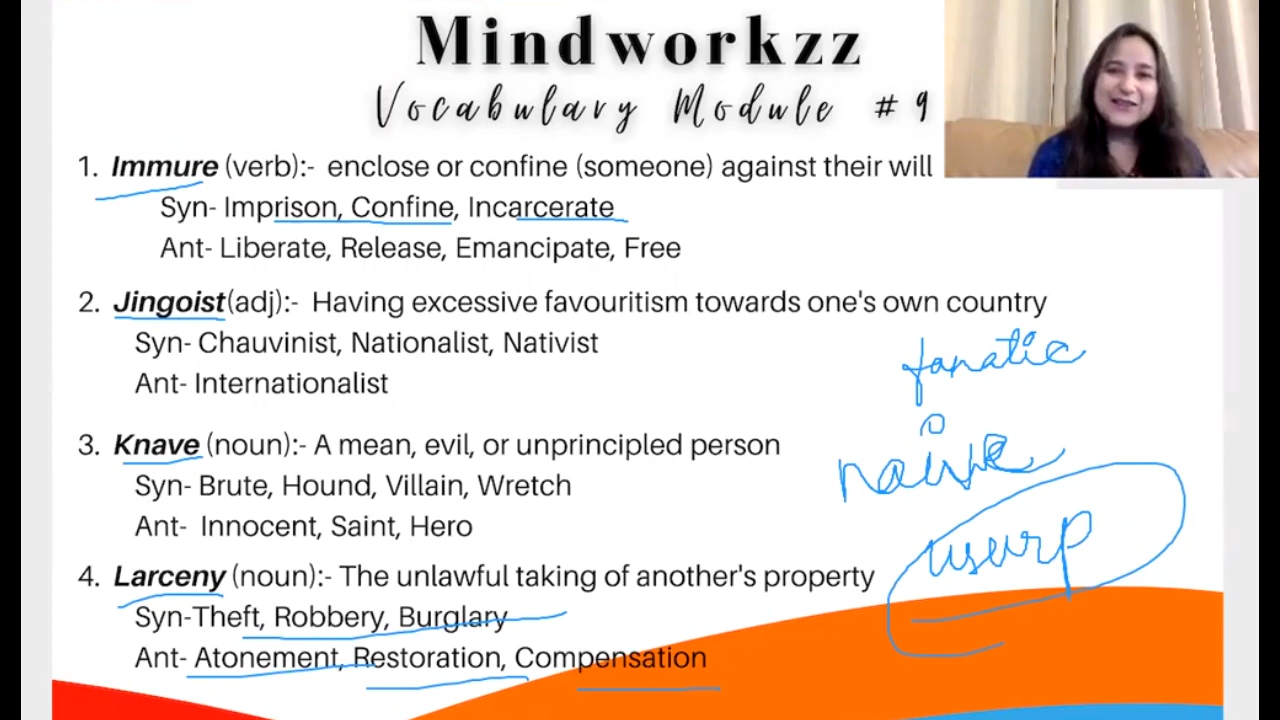 Mindworkzz
Vocabulary Module #9
1. Immure (verb):- enclose or confine (someone) against their will
Syn- Imprison, Confine, Incarcerate
Ant- Liberate, Release, Emancipate, Free
2. Jingoist(adj):- Having excessive favouritism towards one's own country
Syn- Chauvinist, Nationalist, Nativist
Ant- Internationalist
fanatic
3. Knave (noun):- A mean, evil, or unprincipled person
Syn- Brute, Hound, Villain, Wretch
Ant- Innocent, Saint, Hero
naive
usurp
4. Larceny (noun):- The unlawful taking of another's property
Syn-Theft, Robbery, Burglary
Ant- Atonement, Restoration, Compensation